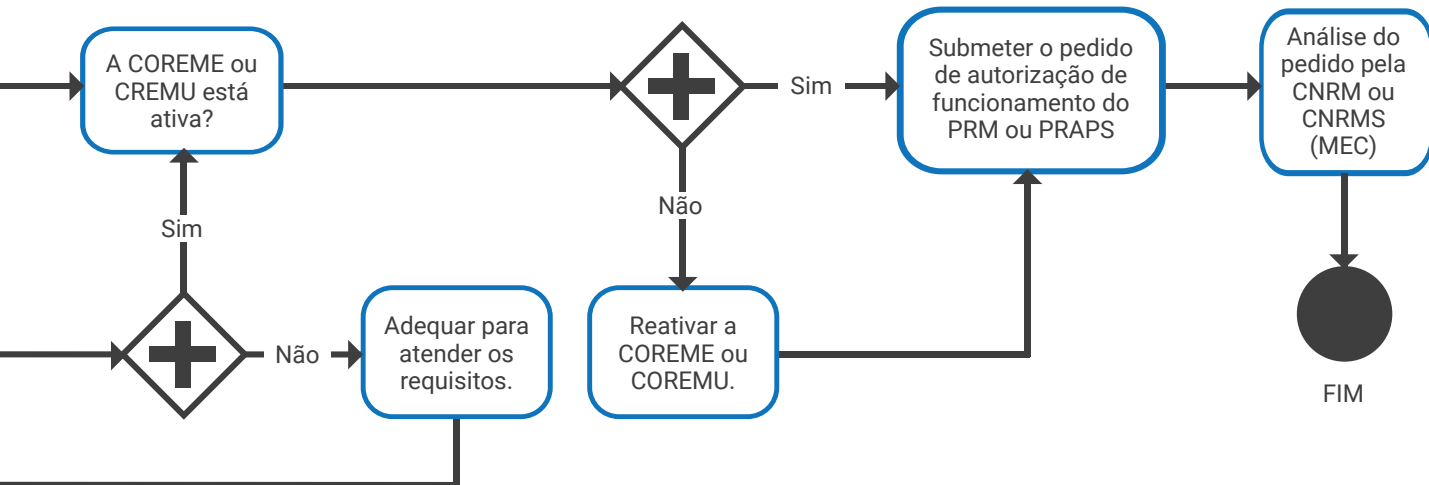 A COREME ou
CREMU está
ativa?
Sim
Submeter o pedido
de autorização de
funcionamento do
PRM ou PRAPS
Análise do
pedido pela
CNRM ou
CNRMS
(MEC)
Não
Sim
Não
Adequar para
atender os
requisitos.
Reativar a
COREME ou
COREMU.
FIM